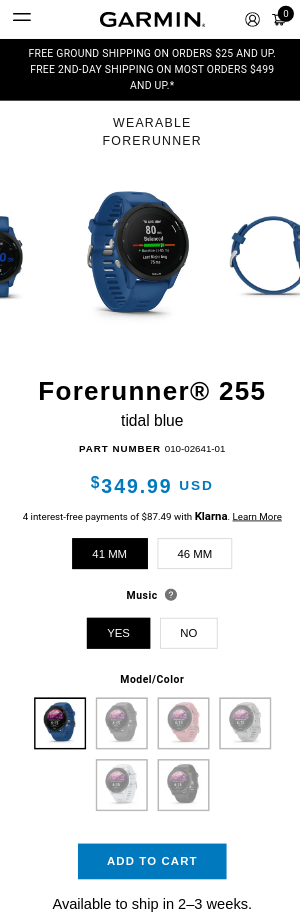 GARMIN.
0
FREE GROUND SHIPPING ON ORDERS $25 AND UP.
FREE 2ND-DAY SHIPPING ON MOST ORDERS $499
AND UP.*
WEARABLE
FORERUNNER
80
Balanced
Forerunner® 255
tidal blue
PART NUMBER 010-02641-01
$349.99 USD
4 interest-free payments of $87.49 with Klarna. Learn More
41 MM
46 MM
Music ?
YES
NO
Model/Color
ADD TO CART
Available to ship in 2–3 weeks.